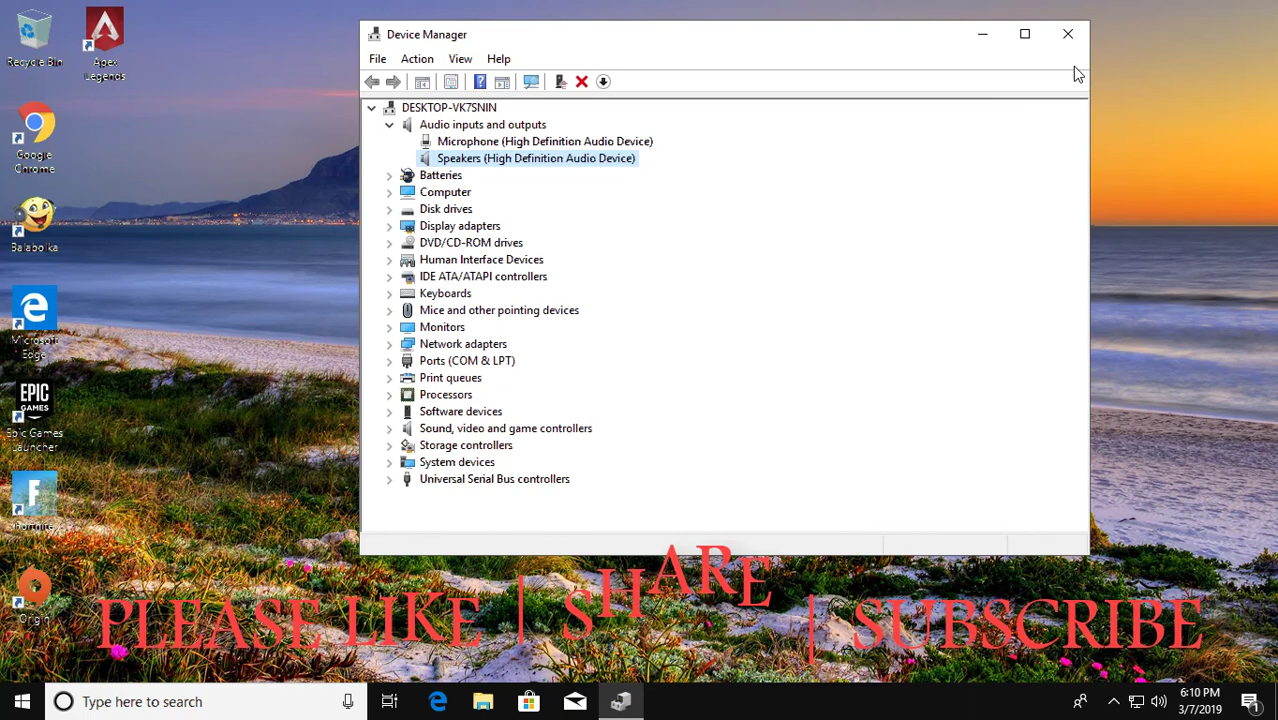 Recycle Bin
Apex
Legends
Google
Chrome
Balabolka
Microsoft
Edge
EPIC
GAMES
Epic Games
Launcher
Fortnite
Origin
Device Manager
File Action View Help
DESKTOP-VK7SNIN
Audio inputs and outputs
Microphone (High Definition Audio Device)
Speakers (High Definition Audio Device)
Batteries
Computer
Disk drives
Display adapters
DVD/CD-ROM drives
Human Interface Devices
IDE ATA/ATAPI controllers
Keyboards
Mice and other pointing devices
Monitors
Network adapters
Ports (COM & LPT)
Print queues
Processors
Software devices
Sound, video and game controllers
Storage controllers
System devices
Universal Serial Bus controllers
PLEASE LIKE | SHARE | SUBSCRIBE
Type here to search
6:10 PM
3/7/2019
1